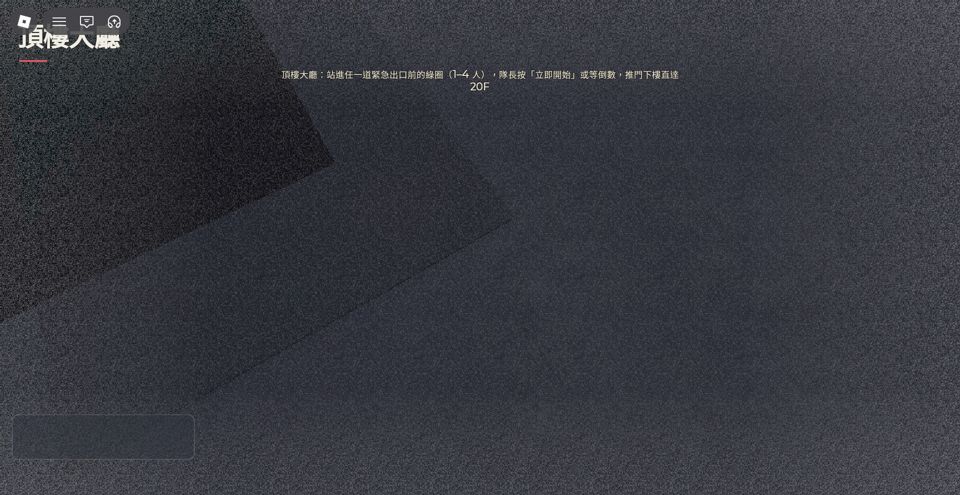 頂樓大廳
頂樓大廳：站進任一道緊急出口前的綠圈（1–4 人），隊長按「立即開始」或等倒數，推門下樓直達
20F